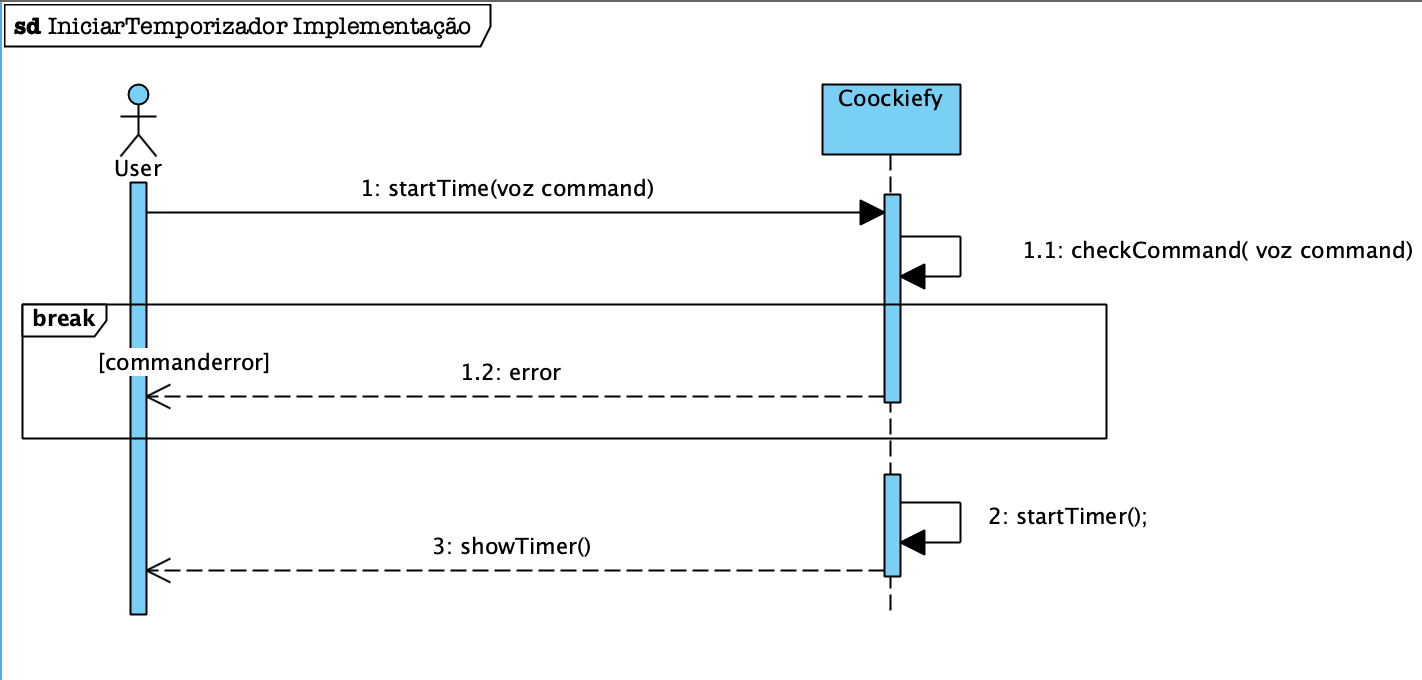 sd IniciarTemporizador Implementação
Coockiefy
User
1: startTime(voz command)
1.1: checkCommand( voz command)
break
[commanderror]
1.2: error
2: startTimer();
3: showTimer()